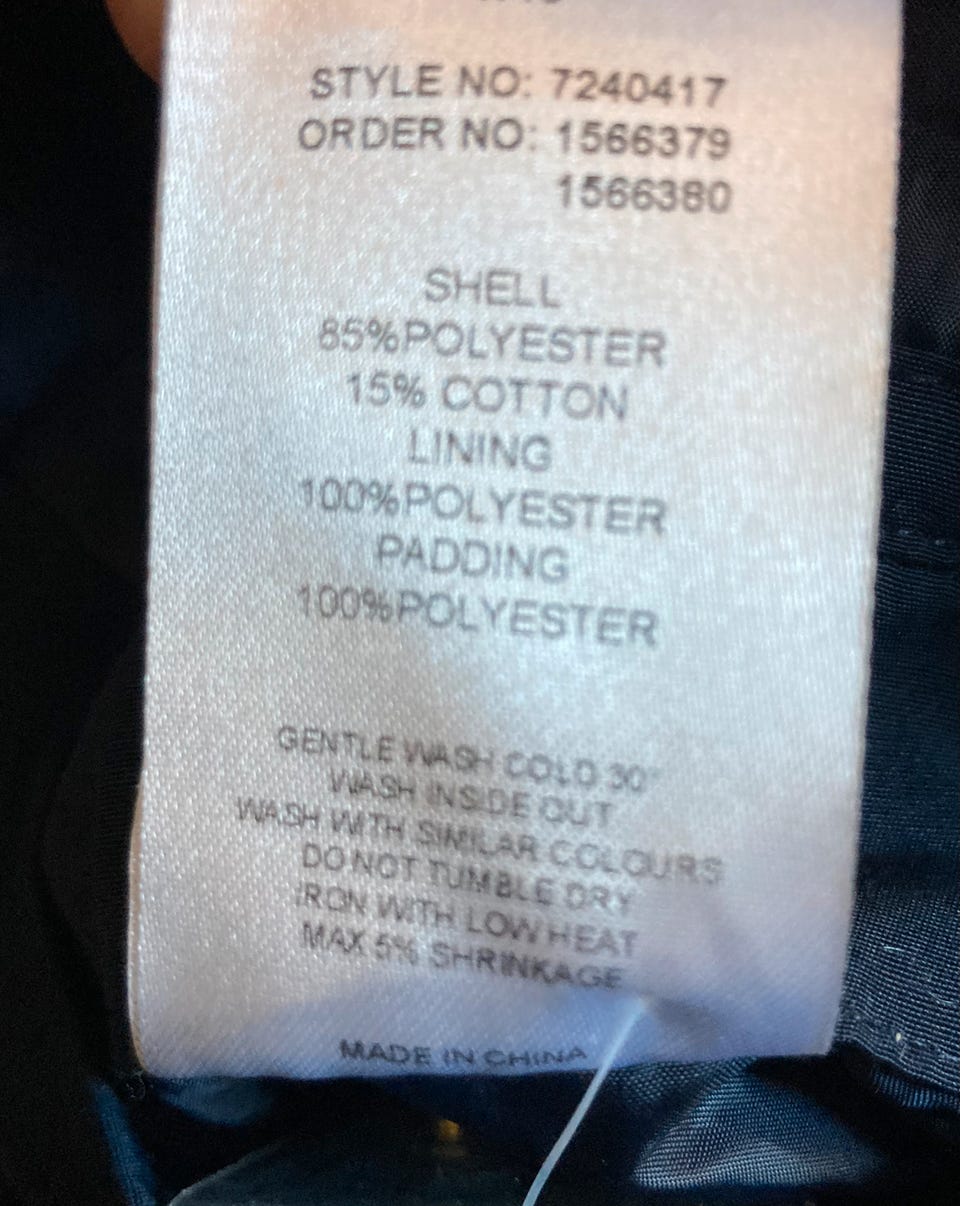 STYLE NO: 7240417
ORDER NO: 1566379
1566380
SHELL
85%POLYESTER
15% COTTON
LINING
100%POLYESTER
PADDING
100%POLYESTER
GENTLE WASH COLD 30°
WASH INSIDE OUT
WASH WITH SIMILAR COLOURS
DO NOT TUMBLE DRY
IRON WITH LOW HEAT
MAX 5% SHRINKAGE
MADE IN CHINA